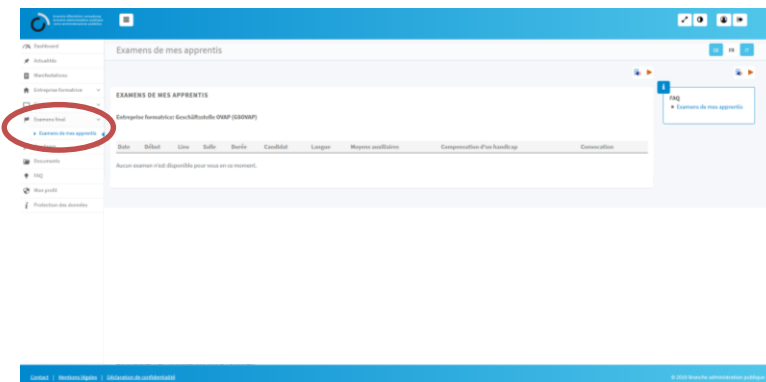 Dashboard
Examens de mes apprentis
DE FR IT
Actualités
Manifestations
Entreprise formatrice
EXAMENS DE MES APPRENTIS
FAQ
Examens de mes apprentis
Examens final
Entreprise formatrice: Geschäftsstelle OVAP (GSOVAP)
Examens de mes apprentis
Date Début Lieu Salle Durée Candidat Langue Moyens auxiliaires Compensation d'un handicap Convocation
Documents
Aucun examen n'est disponible pour vous en ce moment.
FAQ
Mon profil
Protection des données
Contact | Mentions légales | Déclaration de confidentialité
© 2020 Branche administration publique